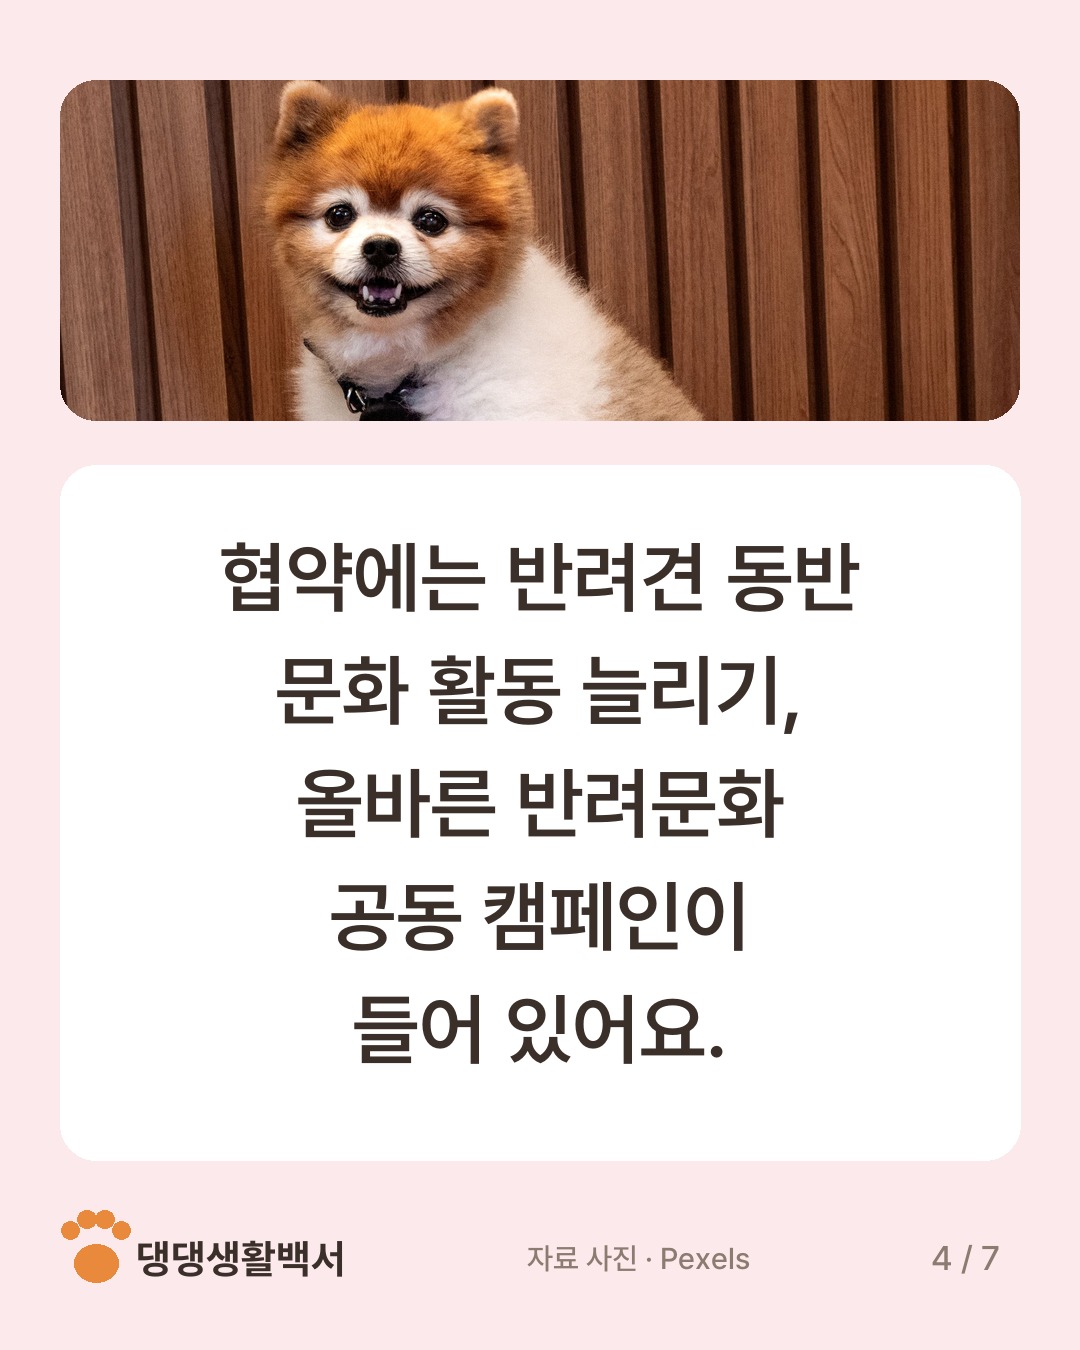 협약에는 반려견 동반
문화 활동 늘리기,
올바른 반려문화
공동 캠페인이
들어 있어요.
댕댕생활백서
자료 사진 · Pexels
4 / 7